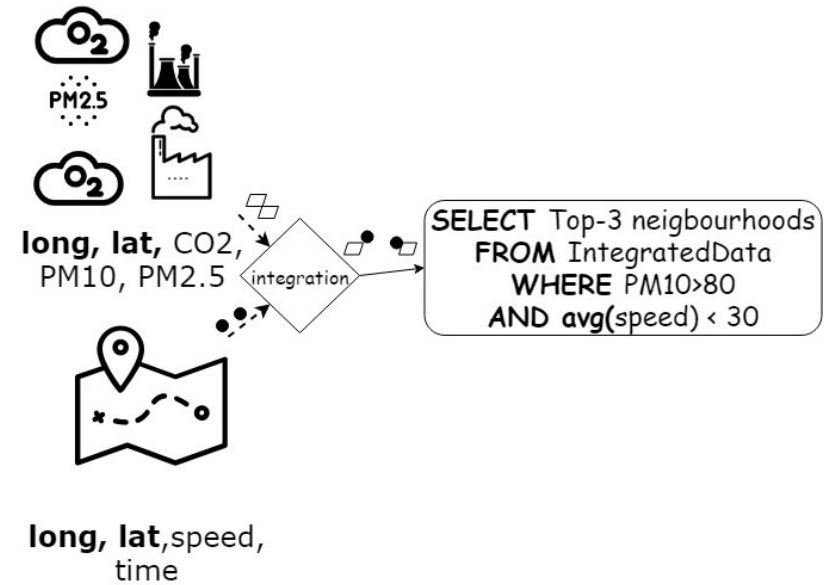 O2
PM2.5
O2
long, lat, CO2,
PM10, PM2.5
integration
SELECT Top-3 neigbourhoods
FROM IntegratedData
WHERE PM10>80
AND avg(speed) < 30
long, lat,speed,
time